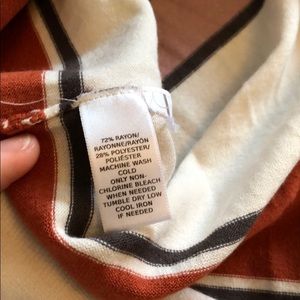 72% RAYON/
RAYONNE/RAYÓN
28% POLYESTER/
POLIÉSTER
MACHINE WASH
COLD
ONLY NON-
CHLORINE BLEACH
WHEN NEEDED
TUMBLE DRY LOW
COOL IRON
IF NEEDED